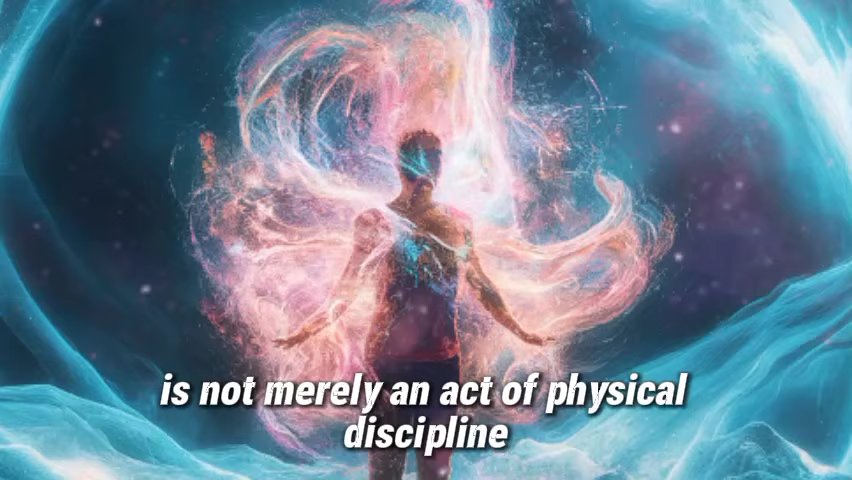 is not merely an act of physical
discipline